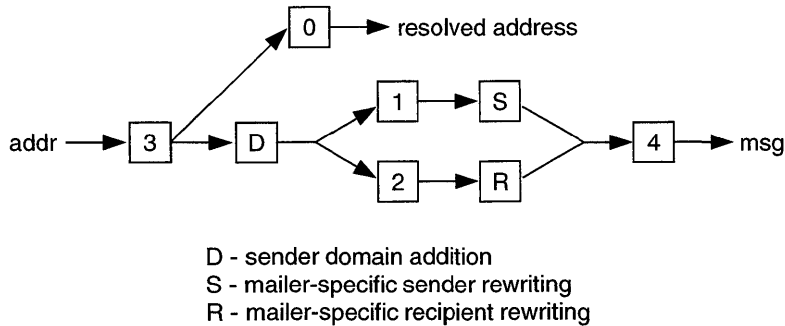 0 resolved address
1 S
addr 3 D 4 msg
2 R
D - sender domain addition
S - mailer-specific sender rewriting
R - mailer-specific recipient rewriting